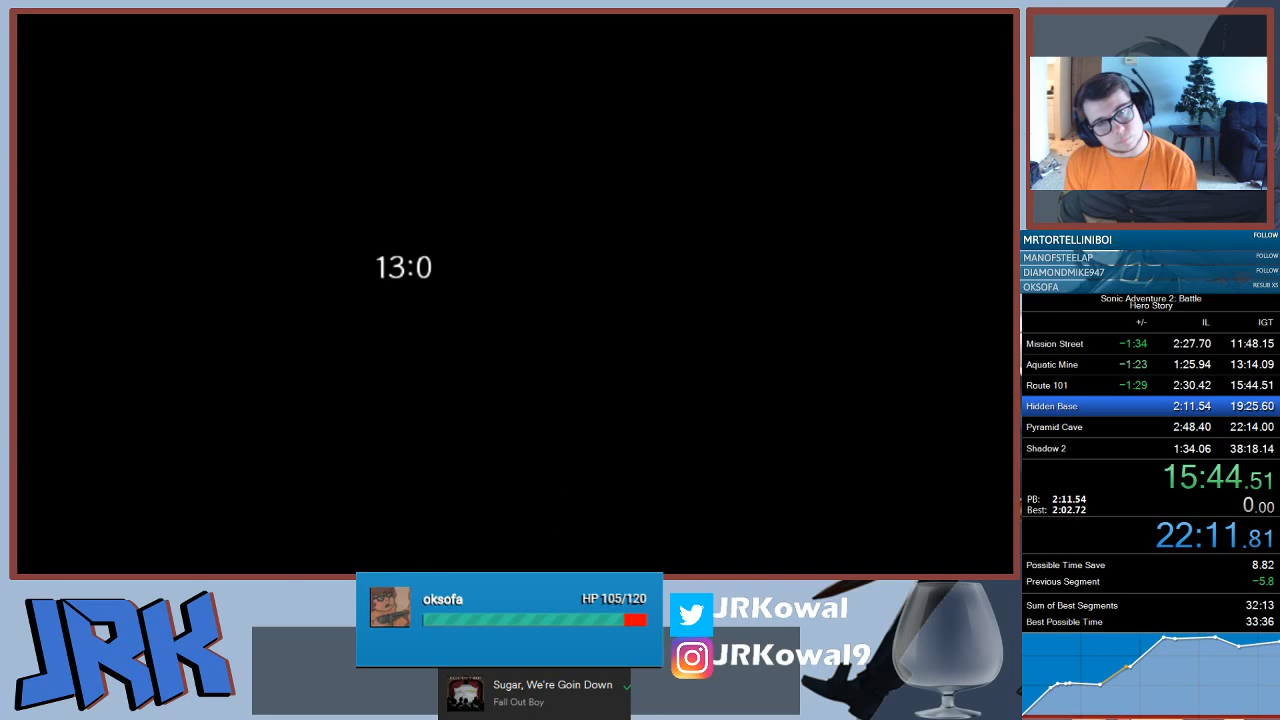 13:0
MRTORTELLINIBOI FOLLOW
MANOFSTEELAP FOLLOW
DIAMONDMIKE947 FOLLOW
OKSOFA RESUB X5
Sonic Adventure 2: Battle
Hero Story
+/- IL IGT
Mission Street −1:34 2:27.70 11:48.15
Aquatic Mine −1:23 1:25.94 13:14.09
Route 101 −1:29 2:30.42 15:44.51
Hidden Base 2:11.54 19:25.60
Pyramid Cave 2:48.40 22:14.00
Shadow 2 1:34.06 38:18.14
15:44.51
PB: 2:11.54 0.00
Best: 2:02.72
22:11.81
Possible Time Save 8.82
Previous Segment −5.8
Sum of Best Segments 32:13
Best Possible Time 33:36
JRK
oksofa HP 105/120
JRKowal
JRKowal9
Sugar, We're Goin Down
Fall Out Boy